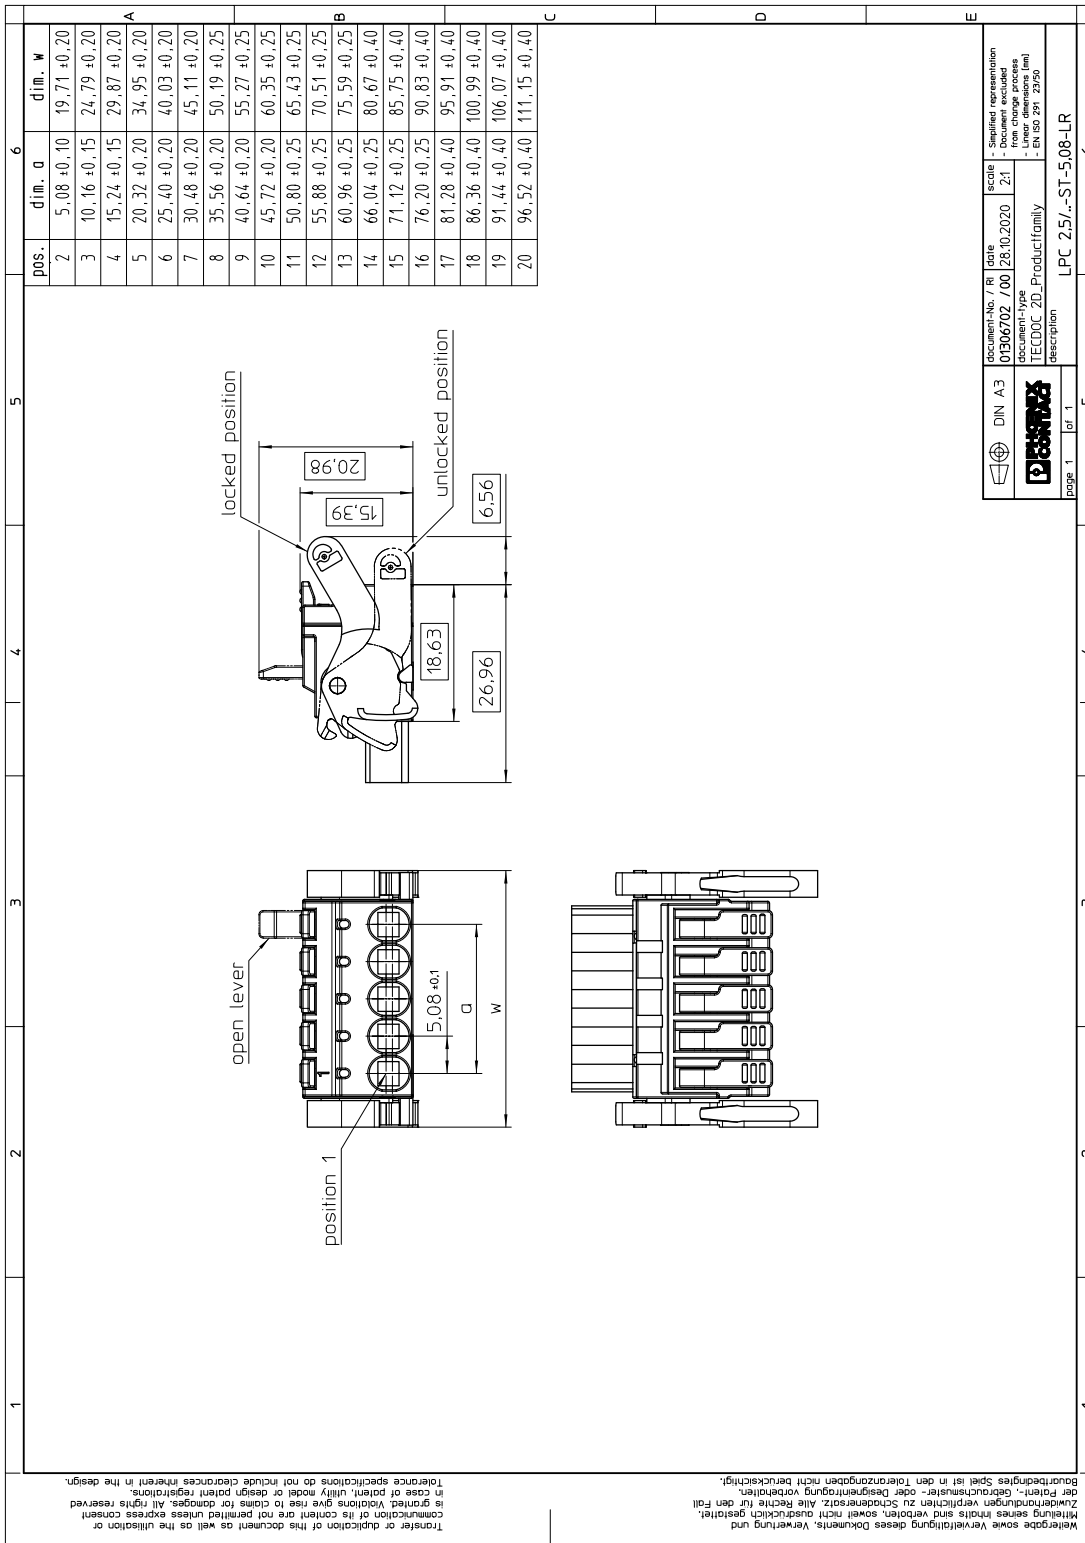 1
2
3
4
5
6
A
B
C
D
E
pos. dim. a dim. w
2 5,08 ±0,10 19,71 ±0,20
3 10,16 ±0,15 24,79 ±0,20
4 15,24 ±0,15 29,87 ±0,20
5 20,32 ±0,20 34,95 ±0,20
6 25,40 ±0,20 40,03 ±0,20
7 30,48 ±0,20 45,11 ±0,20
8 35,56 ±0,20 50,19 ±0,25
9 40,64 ±0,20 55,27 ±0,25
10 45,72 ±0,20 60,35 ±0,25
11 50,80 ±0,25 65,43 ±0,25
12 55,88 ±0,25 70,51 ±0,25
13 60,96 ±0,25 75,59 ±0,25
14 66,04 ±0,25 80,67 ±0,40
15 71,12 ±0,25 85,75 ±0,40
16 76,20 ±0,25 90,83 ±0,40
17 81,28 ±0,40 95,91 ±0,40
18 86,36 ±0,40 100,99 ±0,40
19 91,44 ±0,40 106,07 ±0,40
20 96,52 ±0,40 111,15 ±0,40
locked position
unlocked position
20,98
15,39
6,56
18,63
26,96
open lever
position 1
1
5,08 ±0,1
a
w
DIN A3
PHOENIX
CONTACT
page 1 of 1
document-No. / RI
01306702 / 00
date
28.10.2020
scale
2:1
- Simplified representation
- Document excluded
from change process
- Linear dimensions [mm]
- EN ISO 291 23/50
document-type
TECDOC 2D_Productfamily
description
LPC 2,5/..-ST-5,08-LR
Transfer or duplication of this document as well as the utilisation or
communication of its content are not permitted unless express consent
is granted. Violations give rise to claims for damages. All rights reserved
in case of patent, utility model or design patent registrations.
Tolerance specifications do not include clearances inherent in the design.
Weitergabe sowie Vervielfältigung dieses Dokuments, Verwertung und
Mitteilung seines Inhalts sind verboten, soweit nicht ausdrücklich gestattet.
Zuwiderhandlungen verpflichten zu Schadenersatz. Alle Rechte für den Fall
der Patent-, Gebrauchsmuster- oder Designeintragung vorbehalten.
Bauartbedingtes Spiel ist in den Toleranzangaben nicht berücksichtigt.